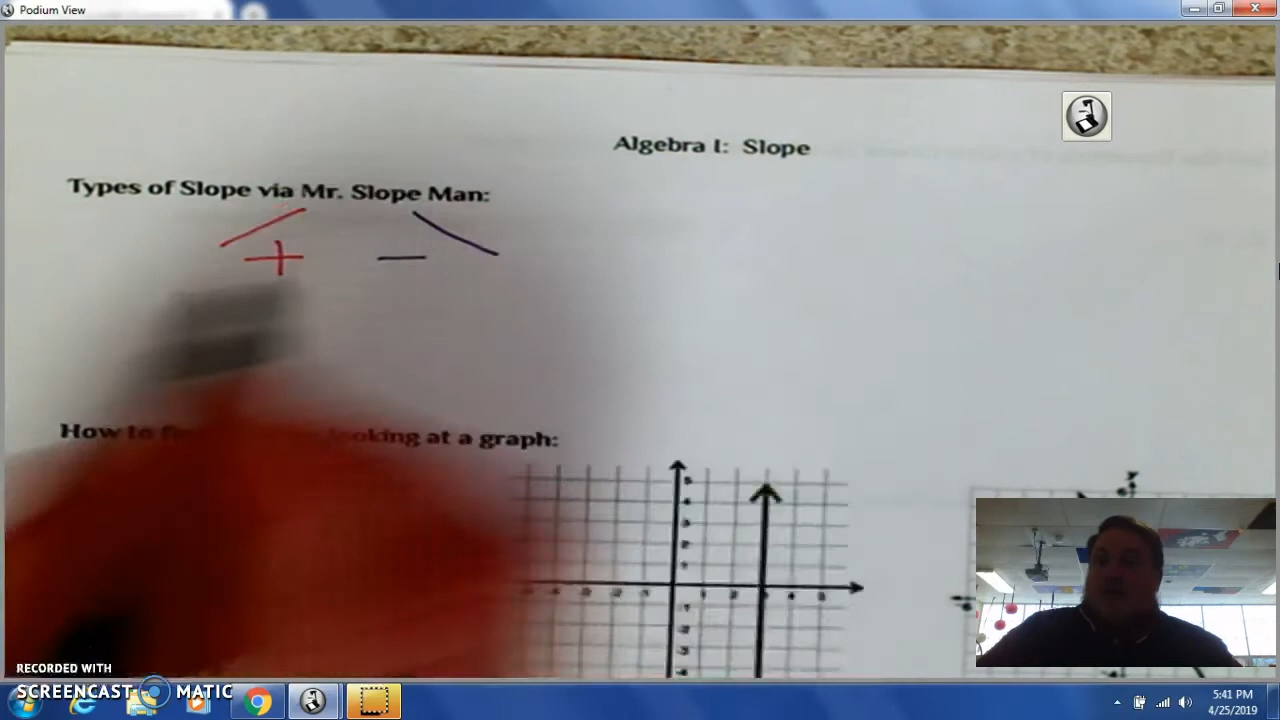 Podium View
Algebra I: Slope
Types of Slope via Mr. Slope Man:
+ −
How to looking at a graph:
RECORDED WITH
SCREENCAST MATIC
5:41 PM
4/25/2019